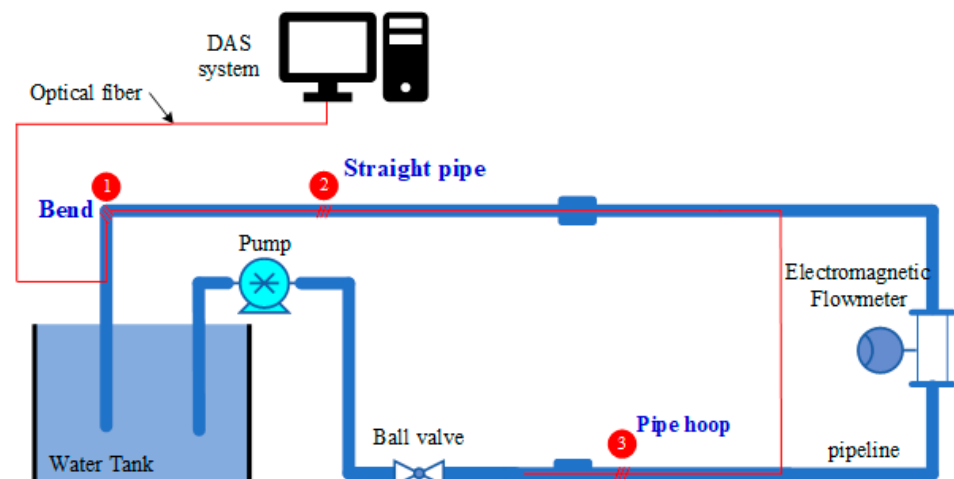 DAS
system
Optical fiber
1
2
Straight pipe
Bend
Pump
Electromagnetic
Flowmeter
3
Pipe hoop
Ball valve
pipeline
Water Tank